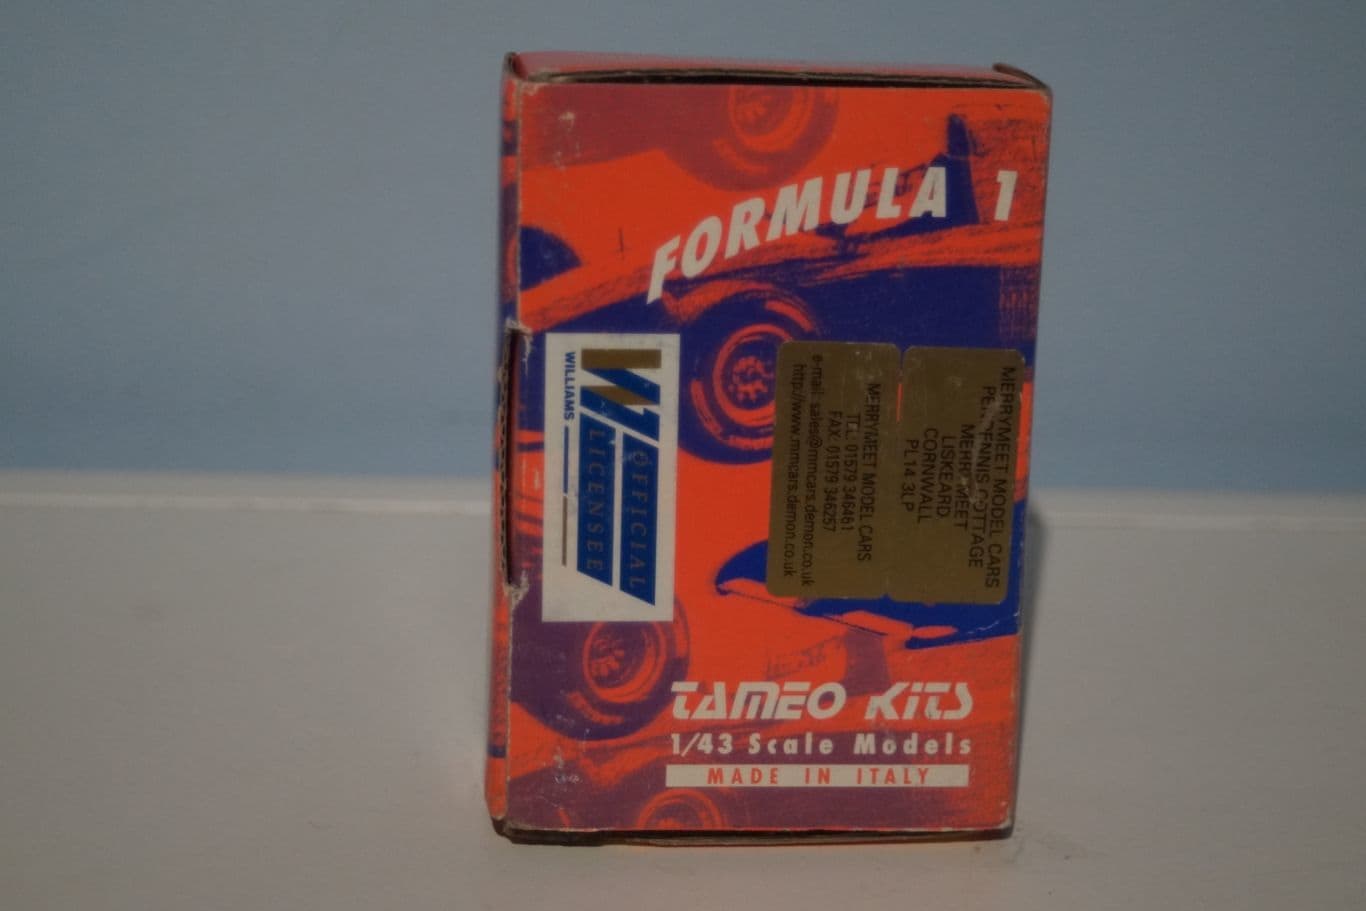 FORMULA 1
WILLIAMS
OFFICIAL
LICENSEE
MERRYMEET MODEL CARS
COTTAGE
MERRYMEET
LISKEARD
CORNWALL
PL14 3LP
MERRYMEET MODEL CARS
TEL: 01579 346461
FAX: 01579 346257
e-mail: sales@mmcars.demon.co.uk
http://www.mmcars.demon.co.uk
TAMEO KITS
1/43 Scale Models
MADE IN ITALY